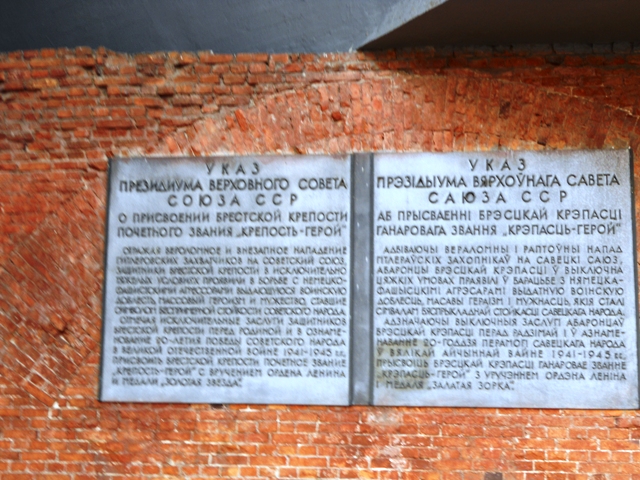 УКАЗ
ПРЕЗИДИУМА ВЕРХОВНОГО СОВЕТА
СОЮЗА ССР
О ПРИСВОЕНИИ БРЕСТСКОЙ КРЕПОСТИ
ПОЧЕТНОГО ЗВАНИЯ „КРЕПОСТЬ-ГЕРОЙ"
ОТРАЖАЯ ВЕРОЛОМНОЕ И ВНЕЗАПНОЕ НАПАДЕНИЕ
ГИТЛЕРОВСКИХ ЗАХВАТЧИКОВ НА СОВЕТСКИЙ СОЮЗ,
ЗАЩИТНИКИ БРЕСТСКОЙ КРЕПОСТИ В ИСКЛЮЧИТЕЛЬНО
ТЯЖЕЛЫХ УСЛОВИЯХ ПРОЯВИЛИ В БОРЬБЕ С НЕМЕЦКО-
ФАШИСТСКИМИ АГРЕССОРАМИ ВЫДАЮЩУЮСЯ ВОИНСКУЮ
ДОБЛЕСТЬ, МАССОВЫЙ ГЕРОИЗМ И МУЖЕСТВО, СТАВШИЕ
СИМВОЛОМ БЕСПРИМЕРНОЙ СТОЙКОСТИ СОВЕТСКОГО НАРОДА.
ОТМЕЧАЯ ИСКЛЮЧИТЕЛЬНЫЕ ЗАСЛУГИ ЗАЩИТНИКОВ
БРЕСТСКОЙ КРЕПОСТИ ПЕРЕД РОДИНОЙ И В ОЗНАМЕ-
НОВАНИЕ 20-ЛЕТИЯ ПОБЕДЫ СОВЕТСКОГО НАРОДА
В ВЕЛИКОЙ ОТЕЧЕСТВЕННОЙ ВОЙНЕ 1941-1945 гг.,
ПРИСВОИТЬ БРЕСТСКОЙ КРЕПОСТИ ПОЧЕТНОЕ ЗВАНИЕ
„КРЕПОСТЬ-ГЕРОЙ" С ВРУЧЕНИЕМ ОРДЕНА ЛЕНИНА
И МЕДАЛИ „ЗОЛОТАЯ ЗВЕЗДА".
УКАЗ
ПРЭЗІДЫУМА ВЯРХОЎНАГА САВЕТА
САЮЗА ССР
АБ ПРЫСВАЕННІ БРЭСЦКАЙ КРЭПАСЦІ
ГАНАРОВАГА ЗВАННЯ „КРЭПАСЦЬ-ГЕРОЙ"
АДБІВАЮЧЫ ВЕРАЛОМНЫ І РАПТОЎНЫ НАПАД
ГІТЛЕРАЎСКІХ ЗАХОПНІКАЎ НА САВЕЦКІ САЮЗ,
АБАРОНЦЫ БРЭСЦКАЙ КРЭПАСЦІ Ў ВЫКЛЮЧНА
ЦЯЖКІХ УМОВАХ ПРАЯВІЛІ Ў БАРАЦЬБЕ З НЯМЕЦКА-
ФАШЫСЦКІМІ АГРЭСАРАМІ ВЫДАТНУЮ ВОІНСКУЮ
ДОБЛЕСЦЬ, МАСАВЫ ГЕРАІЗМ І МУЖНАСЦЬ, ЯКІЯ СТАЛІ
СІМВАЛАМ БЯСПРЫКЛАДНАЙ СТОЙКАСЦІ САВЕЦКАГА НАРОДА.
АДЗНАЧАЮЧЫ ВЫКЛЮЧНЫЯ ЗАСЛУГІ АБАРОНЦАЎ
БРЭСЦКАЙ КРЭПАСЦІ ПЕРАД РАДЗІМАЙ І Ў АЗНАМЕ-
НАВАННЕ 20-ГОДДЗЯ ПЕРАМОГІ САВЕЦКАГА НАРОДА
Ў ВЯЛІКАЙ АЙЧЫННАЙ ВАЙНЕ 1941-1945 гг.
ПРЫСВОІЦЬ БРЭСЦКАЙ КРЭПАСЦІ ГАНАРОВАЕ ЗВАННЕ
„КРЭПАСЦЬ-ГЕРОЙ" З УРУЧЭННЕМ ОРДЭНА ЛЕНІНА
І МЕДАЛЯ „ЗАЛАТАЯ ЗОРКА".